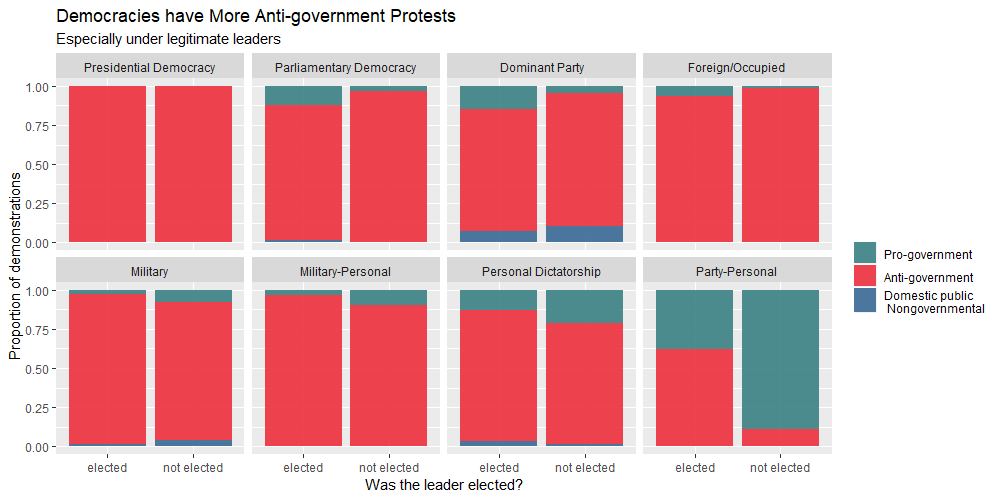 Democracies have More Anti-government Protests
Especially under legitimate leaders
Presidential Democracy
Parliamentary Democracy
Dominant Party
Foreign/Occupied
1.00
0.75
0.50
0.25
0.00
Military
Military-Personal
Personal Dictatorship
Party-Personal
1.00
0.75
0.50
0.25
0.00
Proportion of demonstrations
elected
not elected
elected
not elected
elected
not elected
elected
not elected
Was the leader elected?
Pro-government
Anti-government
Domestic public
Nongovernmental